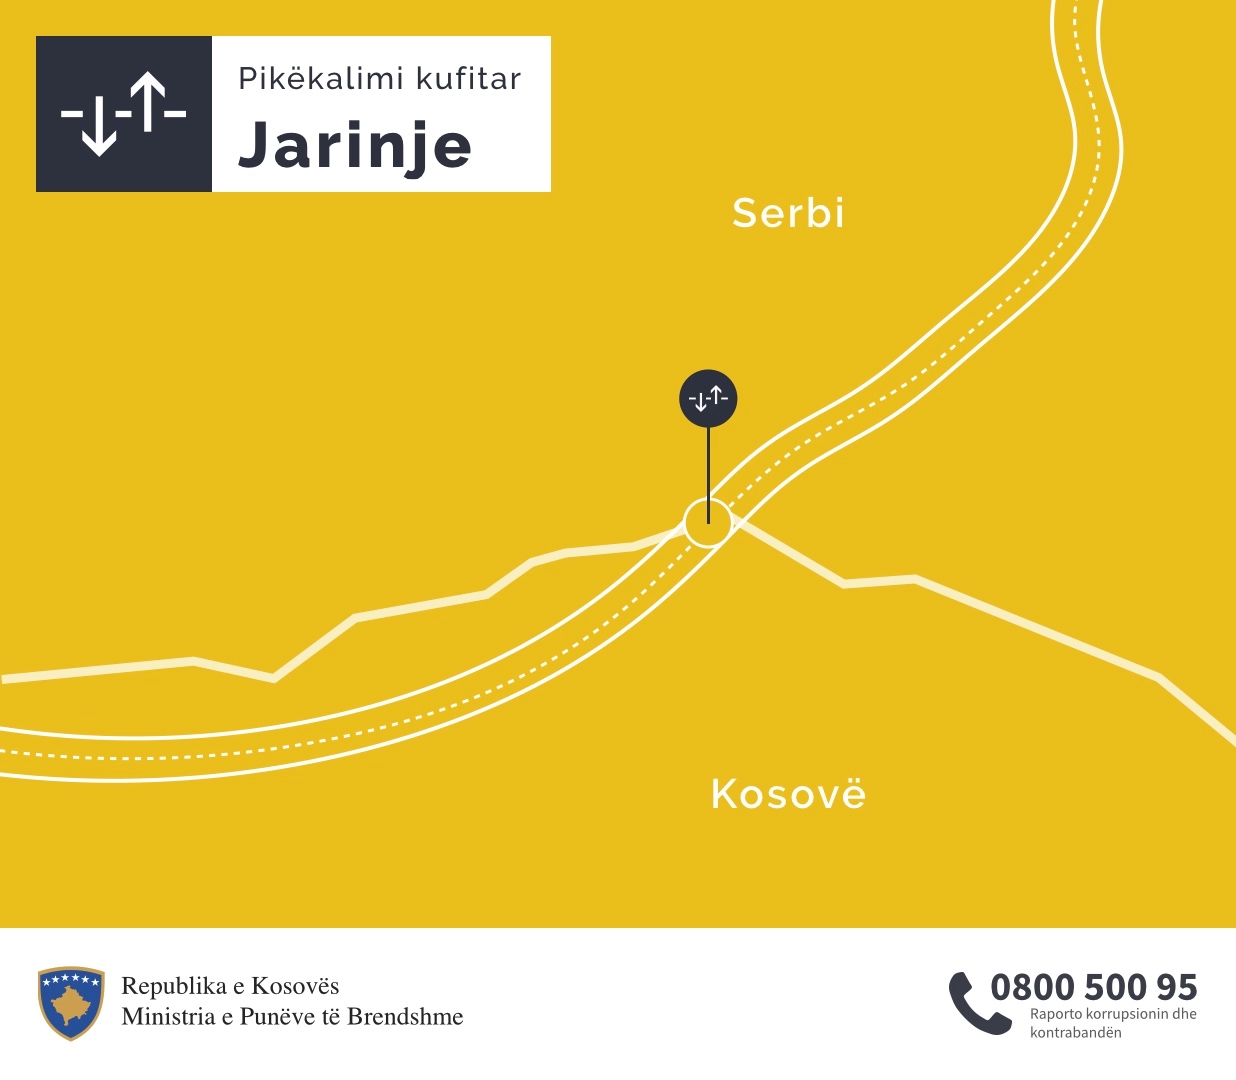 Pikëkalimi kufitar
Jarinje
Serbi
Kosovë
Republika e Kosovës
Ministria e Punëve të Brendshme
0800 500 95
Raporto korrupsionin dhe
kontrabandën